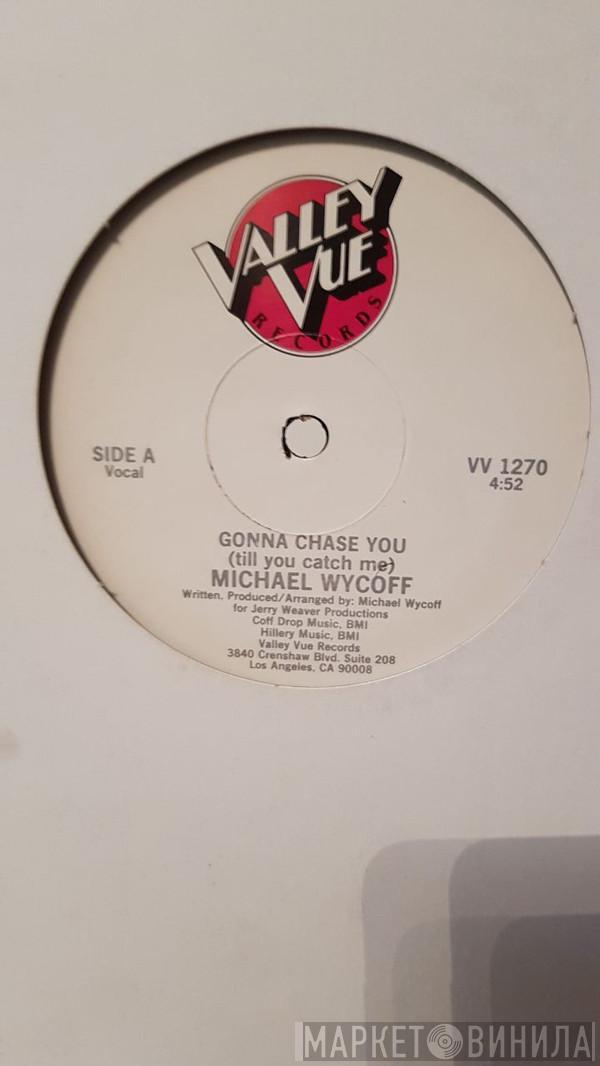 VALLEY
VUE
RECORDS
SIDE A
Vocal
VV 1270
4:52
GONNA CHASE YOU
(till you catch me)
MICHAEL WYCOFF
Written, Produced/Arranged by: Michael Wycoff
for Jerry Weaver Productions
Coff Drop Music, BMI
Hillery Music, BMI
Valley Vue Records
3840 Crenshaw Blvd. Suite 208
Los Angeles, CA 90008
МАРКЕТ ВИНИЛА